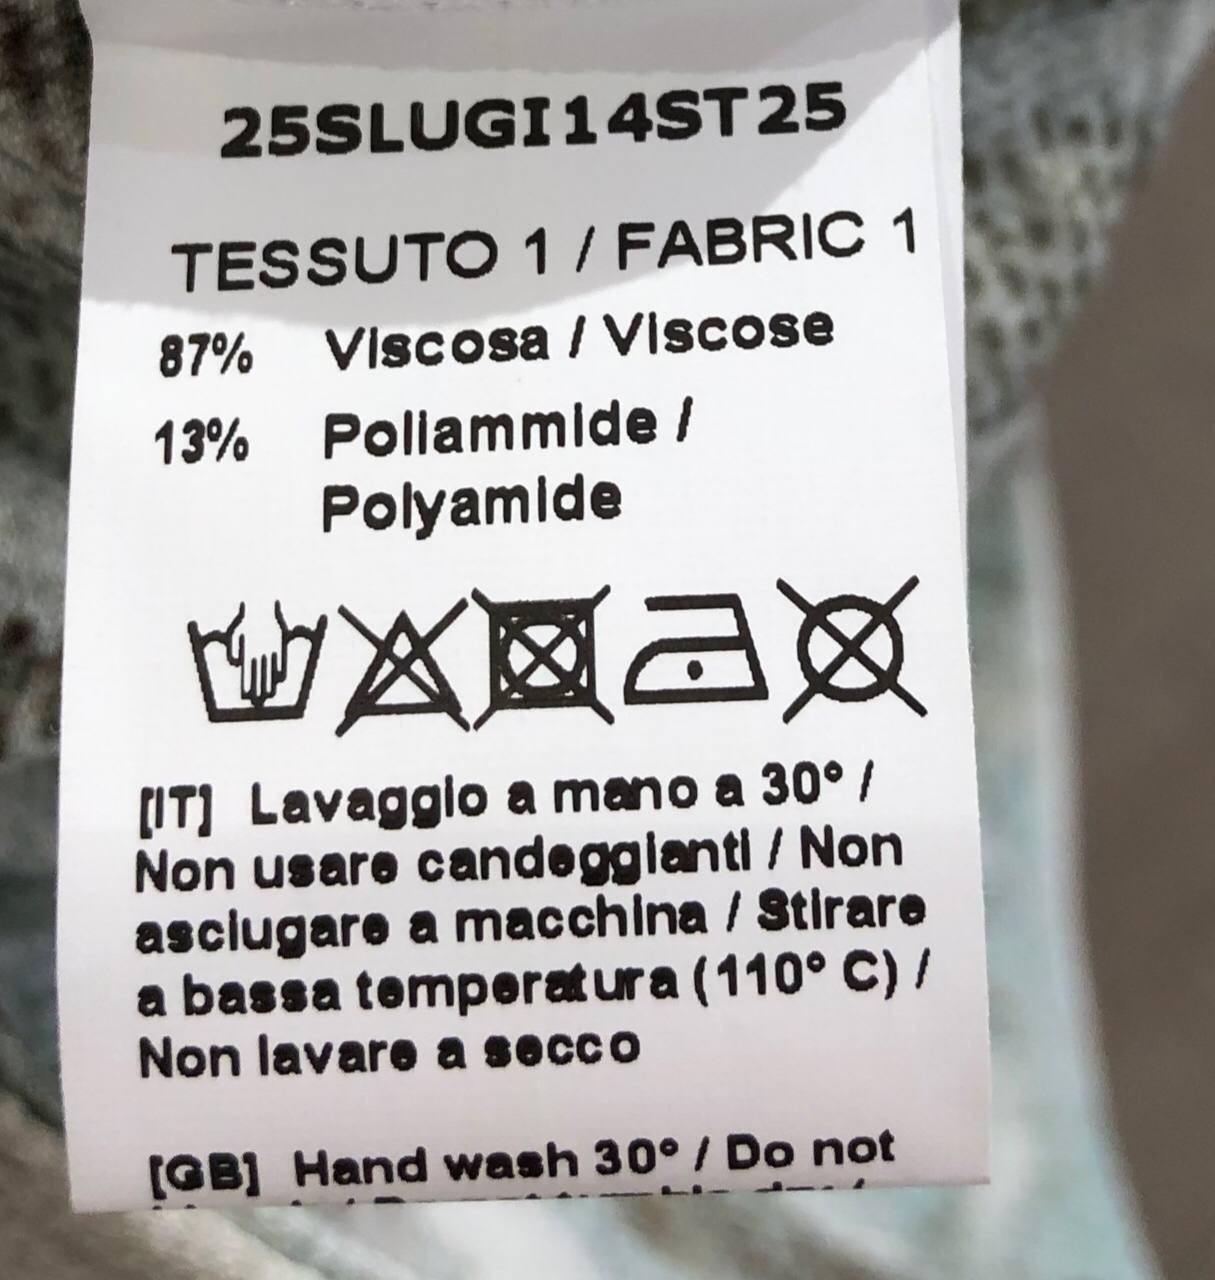 25SLUGI14ST25
TESSUTO 1 / FABRIC 1
87% Viscosa / Viscose
13% Poliammide /
Polyamide
[IT] Lavaggio a mano a 30° /
Non usare candeggianti / Non
asciugare a macchina / Stirare
a bassa temperatura (110° C) /
Non lavare a secco
[GB] Hand wash 30° / Do not